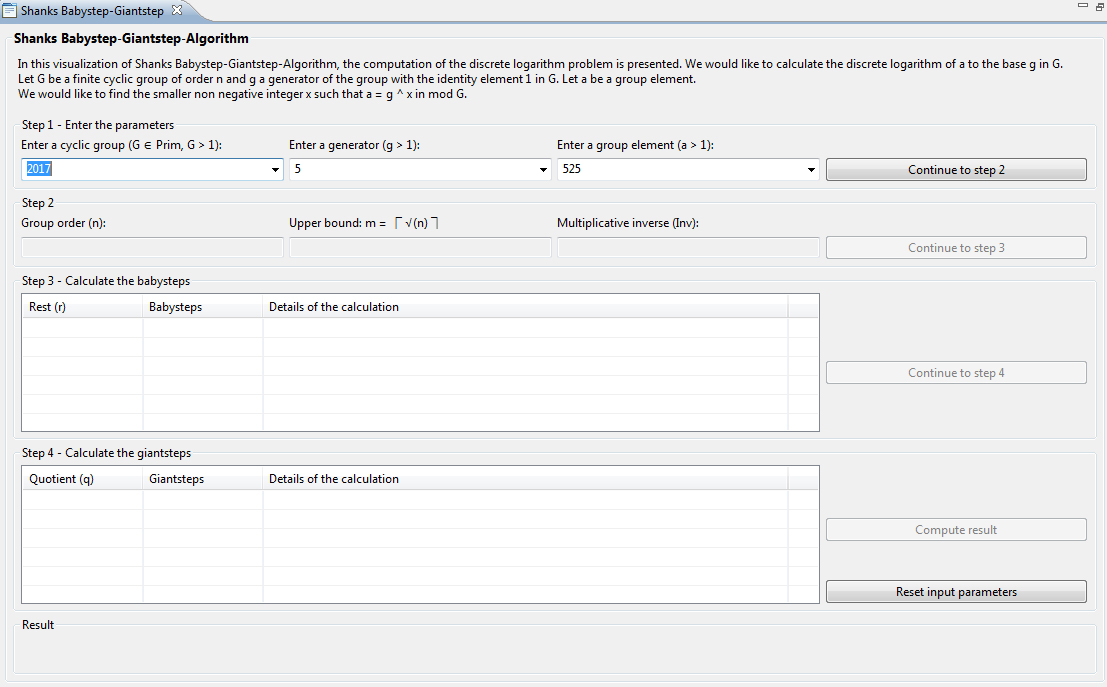 Shanks Babystep-Giantstep
Shanks Babystep-Giantstep-Algorithm
In this visualization of Shanks Babystep-Giantstep-Algorithm, the computation of the discrete logarithm problem is presented. We would like to calculate the discrete logarithm of a to the base g in G.
Let G be a finite cyclic group of order n and g a generator of the group with the identity element 1 in G. Let a be a group element.
We would like to find the smaller non negative integer x such that a = g ^ x in mod G.
Step 1 - Enter the parameters
Enter a cyclic group (G ∈ Prim, G > 1): Enter a generator (g > 1): Enter a group element (a > 1):
2017 5 525 Continue to step 2
Step 2
Group order (n): Upper bound: m = ⌈ √(n) ⌉ Multiplicative inverse (Inv):
Continue to step 3
Step 3 - Calculate the babysteps
Rest (r) Babysteps Details of the calculation
Continue to step 4
Step 4 - Calculate the giantsteps
Quotient (q) Giantsteps Details of the calculation
Compute result
Reset input parameters
Result